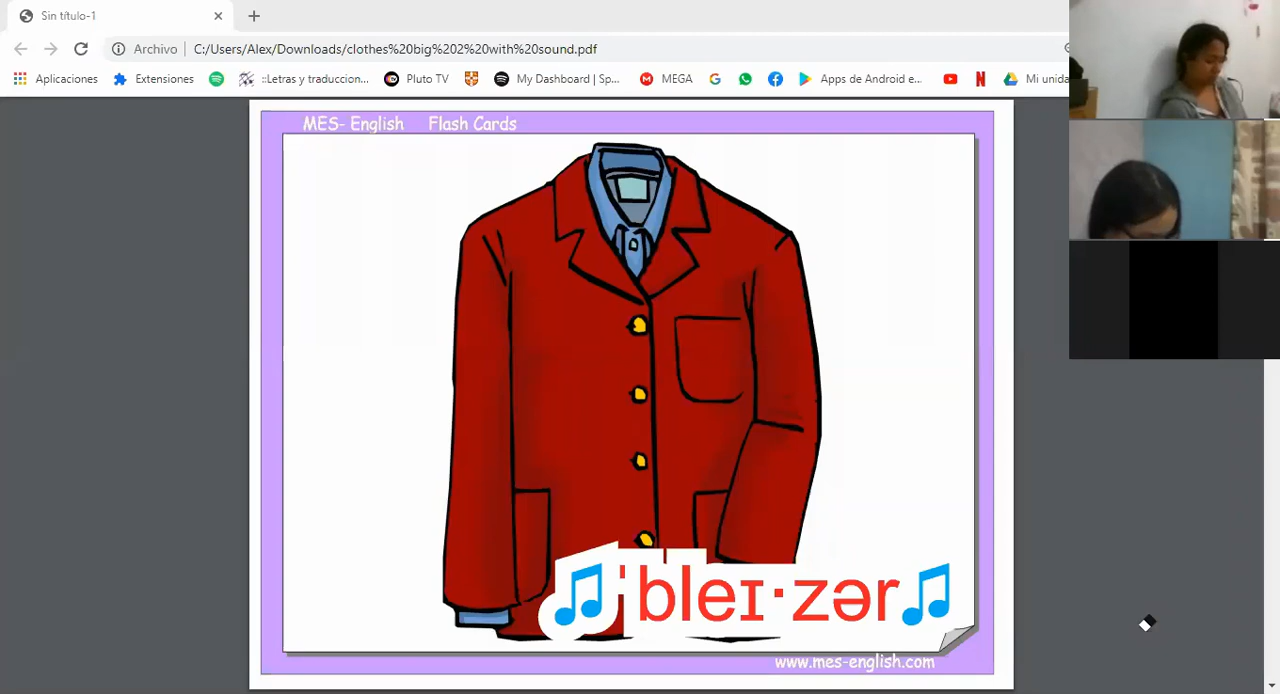 Sin título-1
Archivo C:/Users/Alex/Downloads/clothes%20big%202%20with%20sound.pdf
Aplicaciones Extensiones ::Letras y traduccion... Pluto TV My Dashboard | Sp... MEGA Apps de Android e... Mi unida
MES- English Flash Cards
ˈbleɪ·zər
www.mes-english.com